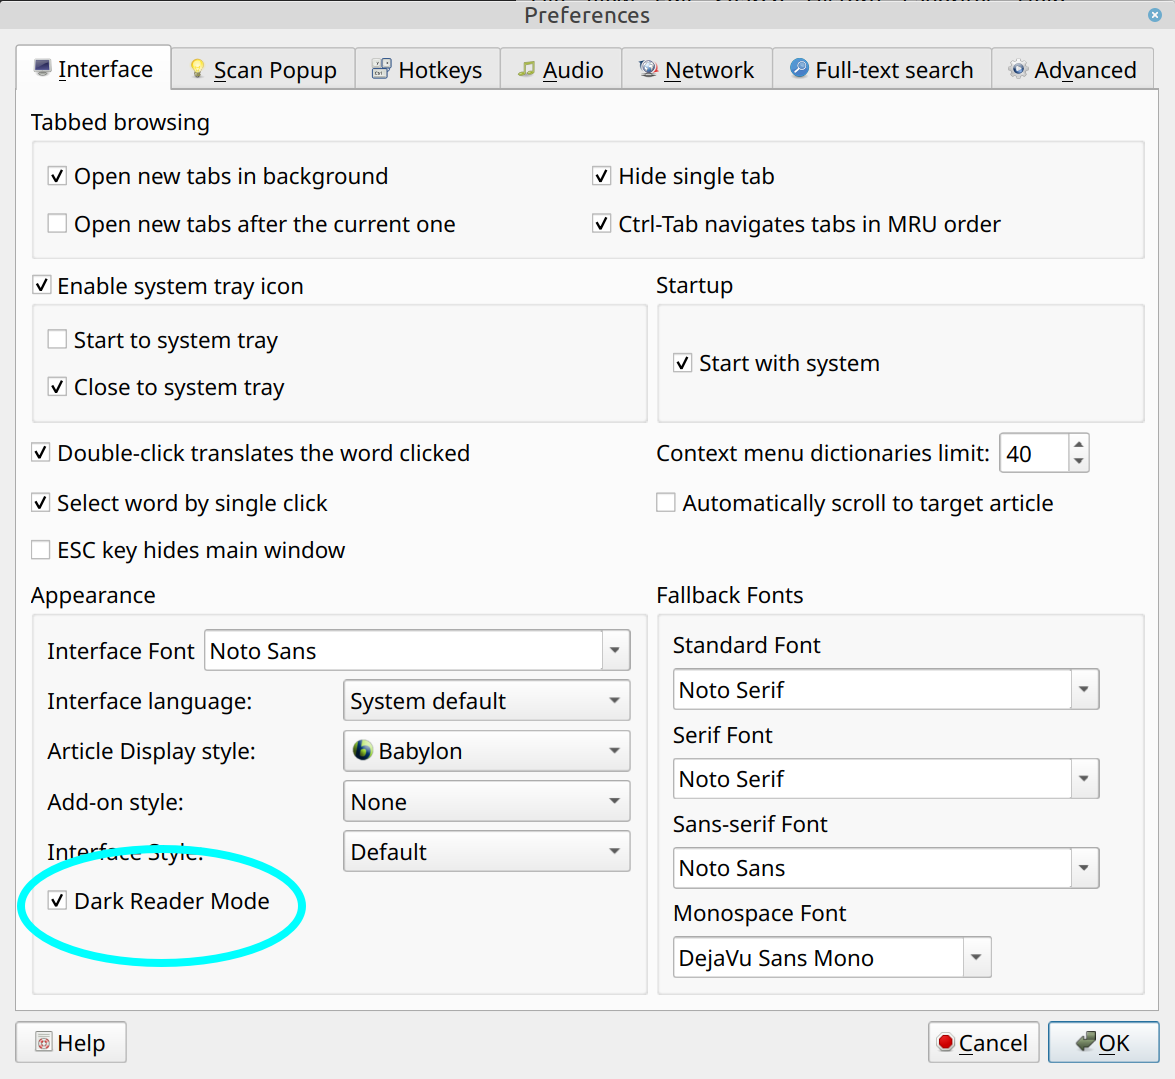 Preferences
Interface Scan Popup Hotkeys Audio Network Full-text search Advanced
Tabbed browsing
Open new tabs in background
Hide single tab
Open new tabs after the current one
Ctrl-Tab navigates tabs in MRU order
Enable system tray icon
Startup
Start to system tray
Close to system tray
Start with system
Double-click translates the word clicked
Context menu dictionaries limit: 40
Select word by single click
Automatically scroll to target article
ESC key hides main window
Appearance
Interface Font Noto Sans
Interface language: System default
Article Display style: Babylon
Add-on style: None
Interface Style: Default
Dark Reader Mode
Fallback Fonts
Standard Font
Noto Serif
Serif Font
Noto Serif
Sans-serif Font
Noto Sans
Monospace Font
DejaVu Sans Mono
Help
Cancel
OK